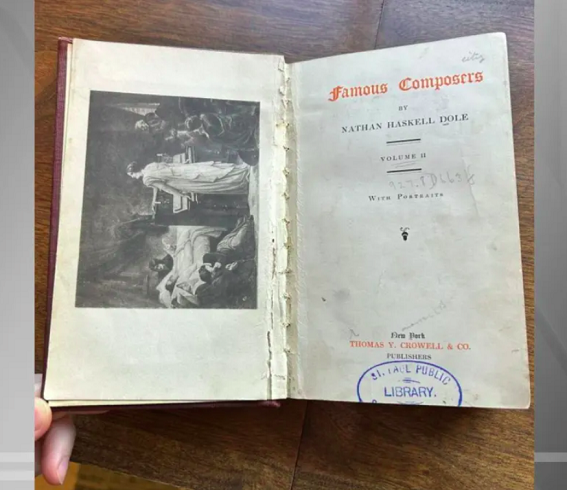 Famous Composers
BY
NATHAN HASKELL DOLE
VOLUME II
WITH PORTRAITS
New York
THOMAS Y. CROWELL & CO.
PUBLISHERS
ST. PAUL PUBLIC
LIBRARY.